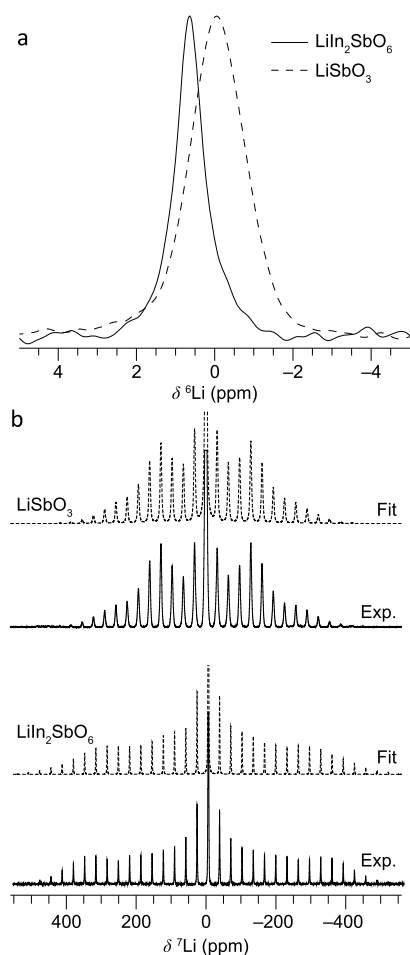 a
LiIn₂SbO₆
LiSbO₃
4 2 0 −2 −4
δ ⁶Li (ppm)
b
LiSbO₃ Fit
Exp.
LiIn₂SbO₆ Fit
Exp.
400 200 0 −200 −400
δ ⁷Li (ppm)